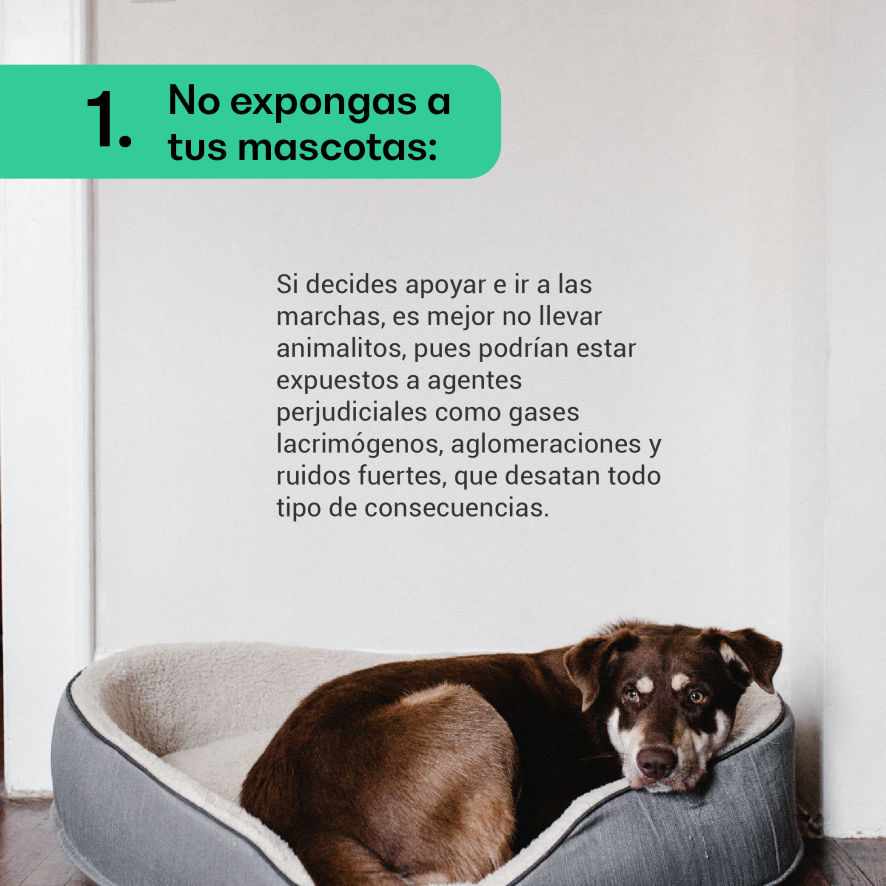 1. No expongas a
tus mascotas:
Si decides apoyar e ir a las
marchas, es mejor no llevar
animalitos, pues podrían estar
expuestos a agentes
perjudiciales como gases
lacrimógenos, aglomeraciones y
ruidos fuertes, que desatan todo
tipo de consecuencias.